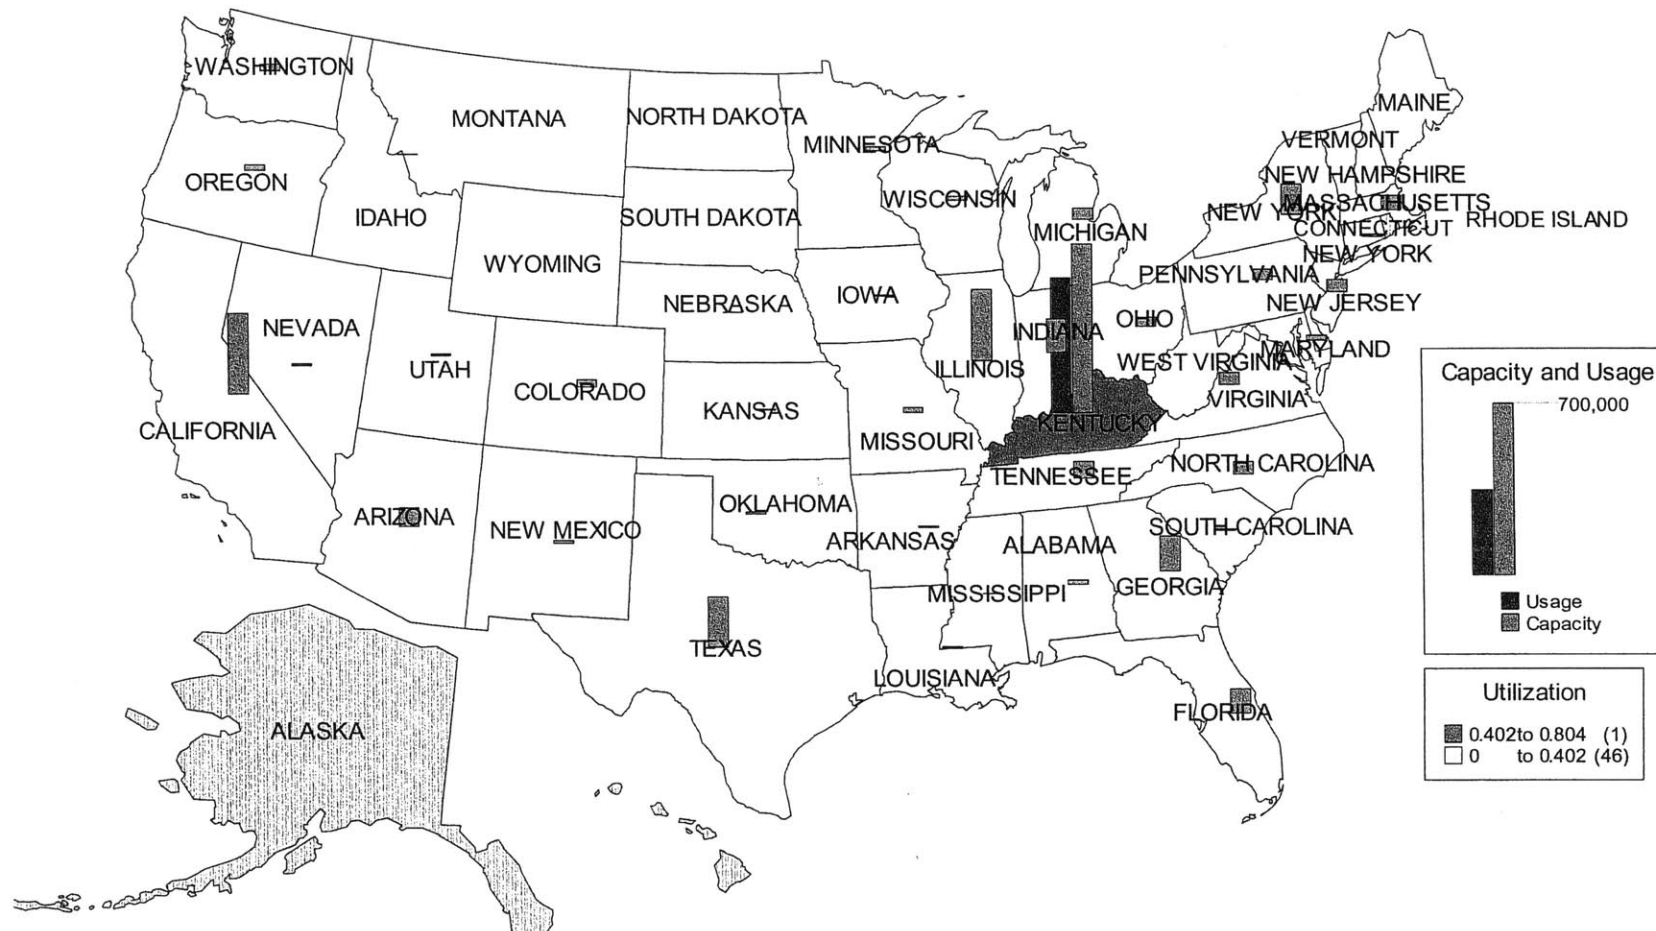 WASHINGTON
MONTANA
NORTH DAKOTA
MINNESOTA
MAINE
VERMONT
OREGON
IDAHO
SOUTH DAKOTA
WISCONSIN
MICHIGAN
NEW HAMPSHIRE
MASSACHUSETTS
NEW YORK
CONNECTICUT
RHODE ISLAND
NEW YORK
WYOMING
NEBRASKA
IOWA
PENNSYLVANIA
NEW JERSEY
NEVADA
UTAH
COLORADO
KANSAS
MISSOURI
ILLINOIS
INDIANA
OHIO
WEST VIRGINIA
MARYLAND
VIRGINIA
KENTUCKY
CALIFORNIA
ARIZONA
NEW MEXICO
OKLAHOMA
ARKANSAS
TENNESSEE
NORTH CAROLINA
SOUTH CAROLINA
ALABAMA
MISSISSIPPI
GEORGIA
TEXAS
LOUISIANA
FLORIDA
ALASKA
Capacity and Usage
700,000
Usage
Capacity
Utilization
0.402to 0.804 (1)
0 to 0.402 (46)